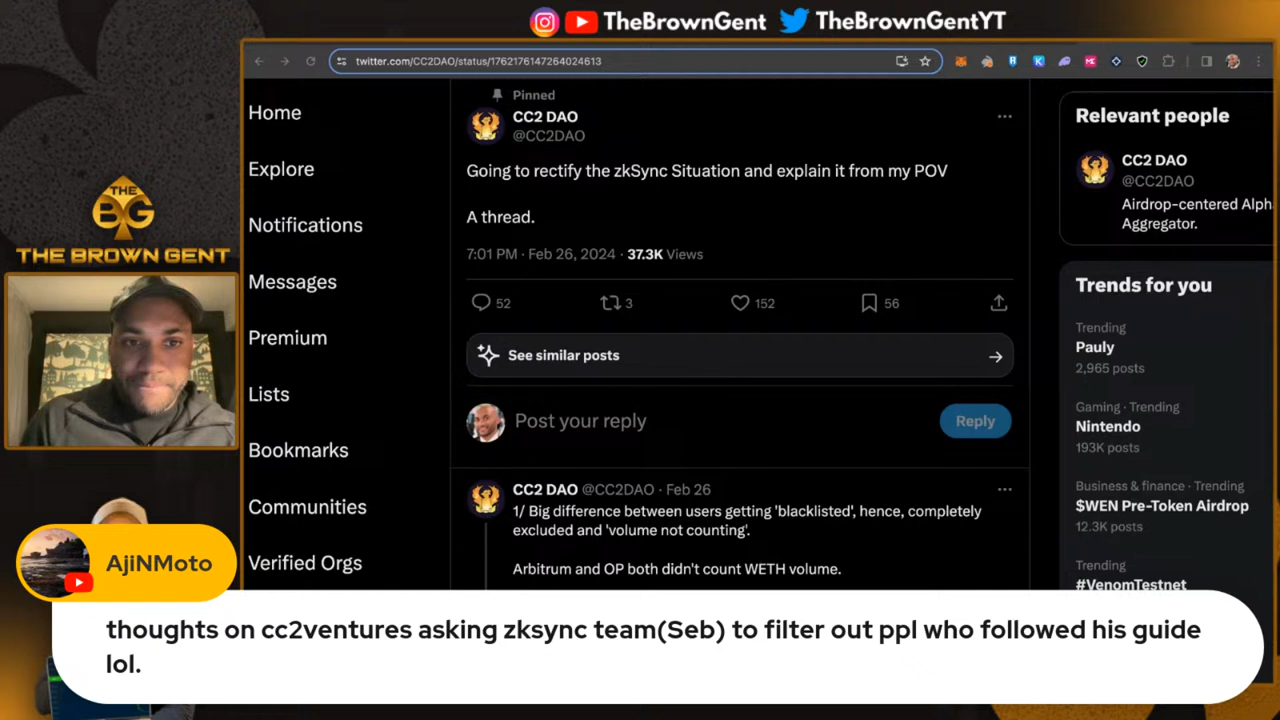 TheBrownGent
TheBrownGentYT
twitter.com/CC2DAO/status/1762176147264024613
THE
BG
THE BROWN GENT
Home
Explore
Notifications
Messages
Premium
Lists
Bookmarks
Communities
Verified Orgs
Pinned
CC2 DAO
@CC2DAO
Going to rectify the zkSync Situation and explain it from my POV
A thread.
7:01 PM · Feb 26, 2024 · 37.3K Views
52 3 152 56
See similar posts
Post your reply
Reply
CC2 DAO @CC2DAO · Feb 26
1/ Big difference between users getting 'blacklisted', hence, completely
excluded and 'volume not counting'.
Arbitrum and OP both didn't count WETH volume.
Relevant people
CC2 DAO
@CC2DAO
Airdrop-centered Alph
Aggregator.
Trends for you
Trending
Pauly
2,965 posts
Gaming · Trending
Nintendo
193K posts
Business & finance · Trending
$WEN Pre-Token Airdrop
12.3K posts
Trending
#VenomTestnet
AjiNMoto
thoughts on cc2ventures asking zksync team(Seb) to filter out ppl who followed his guide
lol.